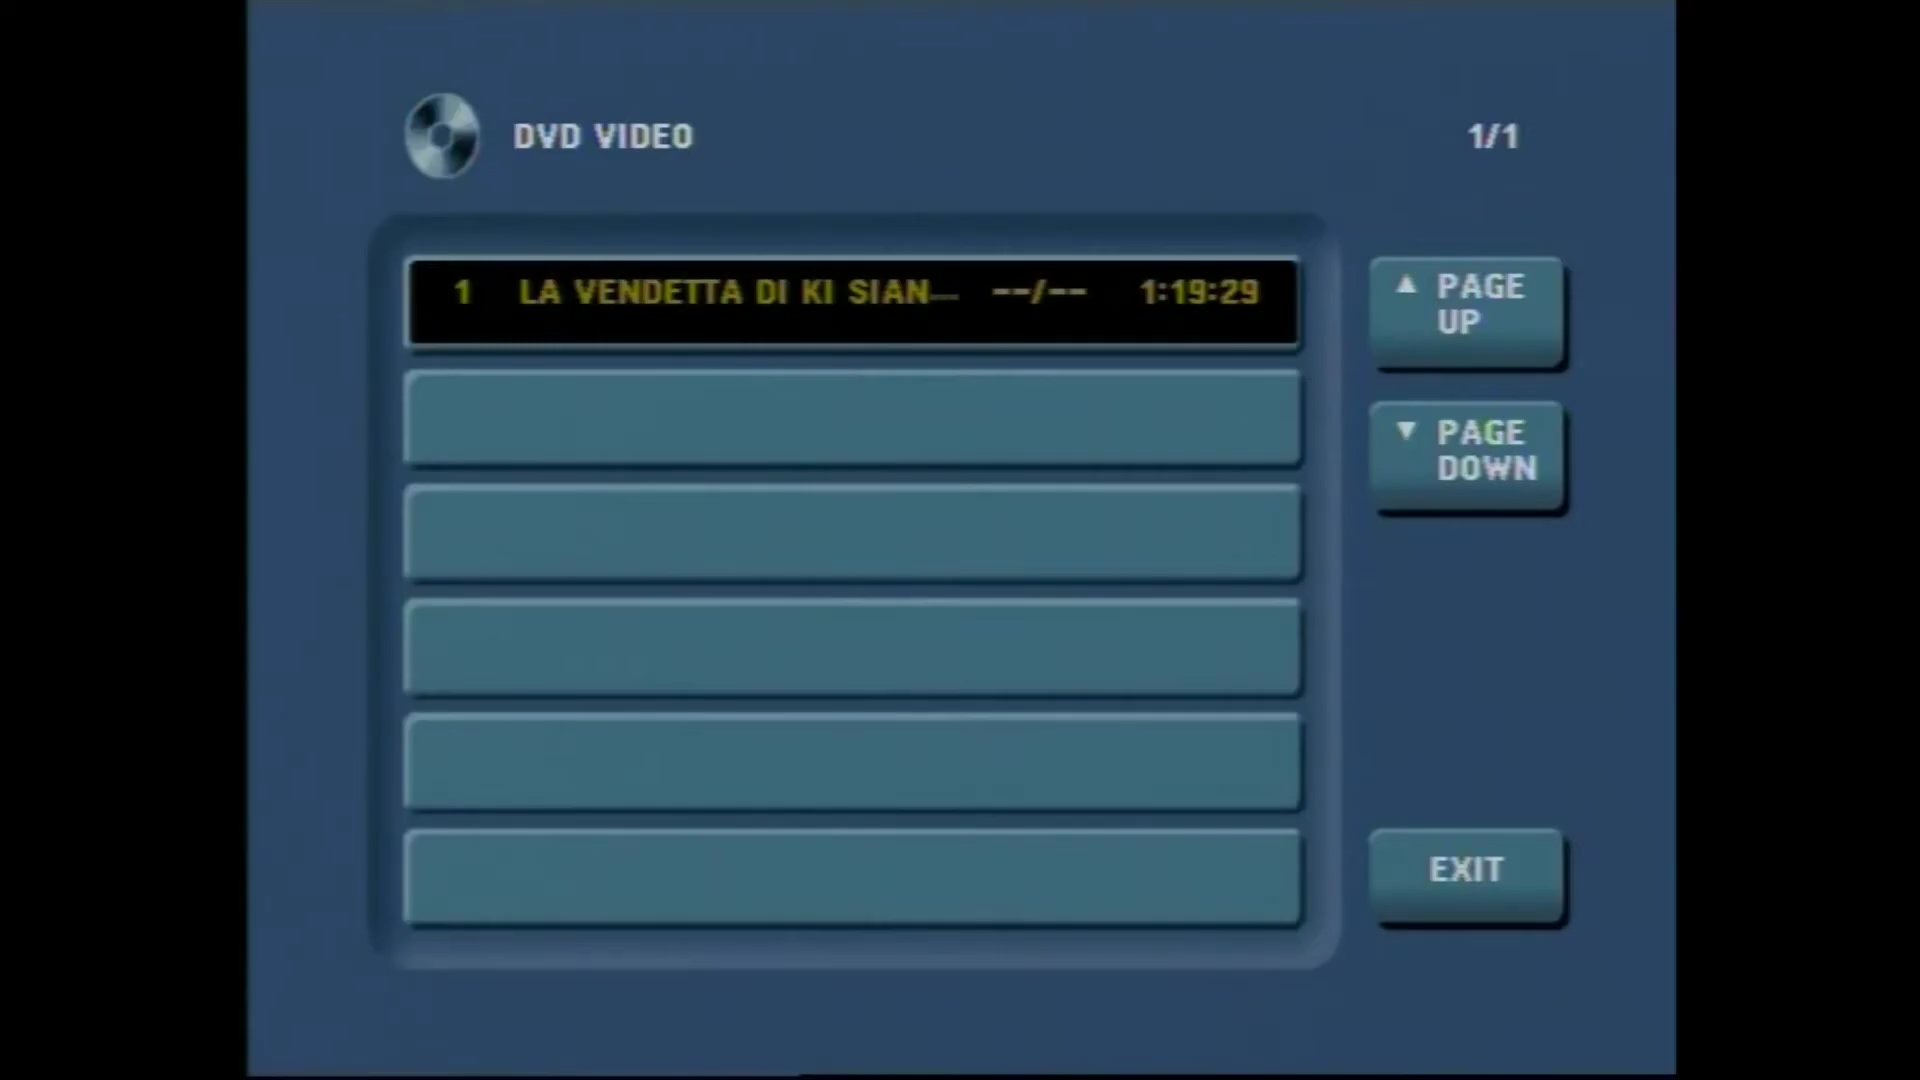 DVD VIDEO 1/1
1 LA VENDETTA DI KI SIAN... --/-- 1:19:29
▲ PAGE
UP
▼ PAGE
DOWN
EXIT